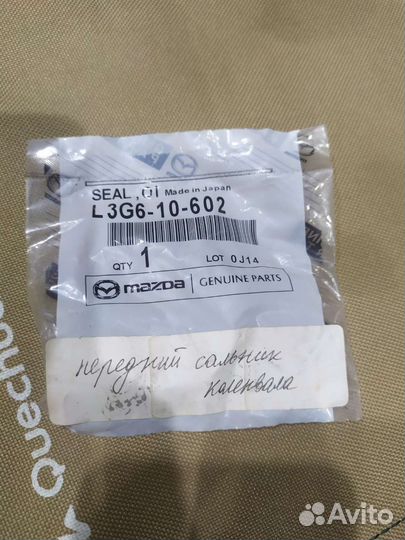 SEAL ,OI Made in Japan
L3G6-10-602
QTY 1 LOT 0J14
mazda GENUINE PARTS
передний сальник
коленвала
Quechua
Avito